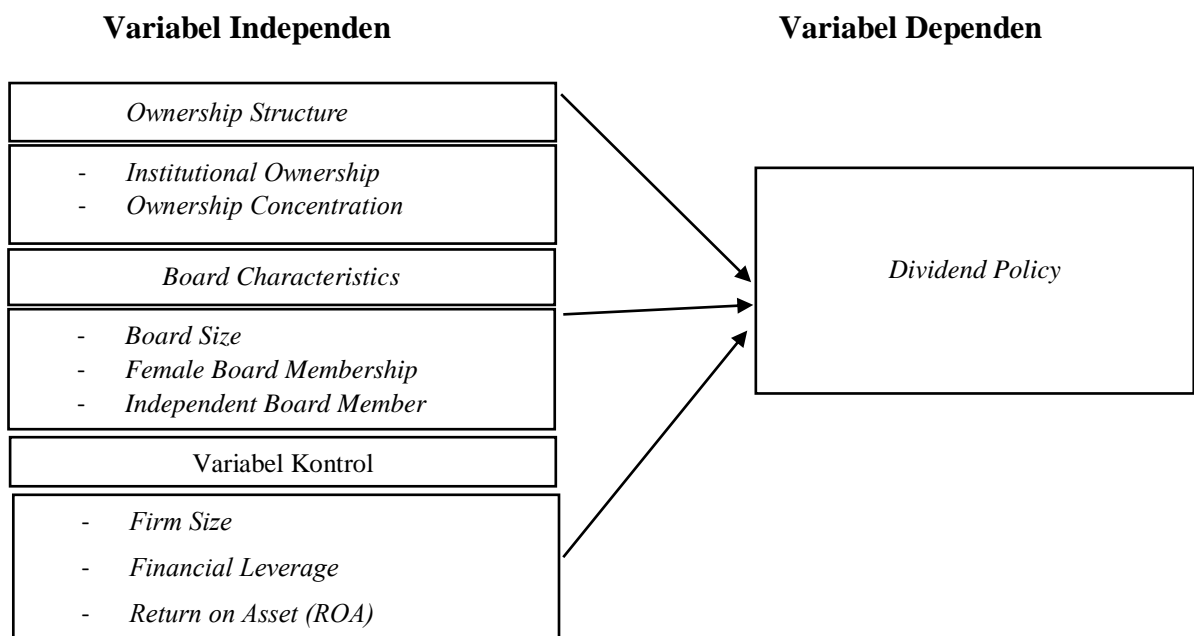 Variabel Independen
Variabel Dependen
Ownership Structure
- Institutional Ownership
- Ownership Concentration
Board Characteristics
- Board Size
- Female Board Membership
- Independent Board Member
Variabel Kontrol
- Firm Size
- Financial Leverage
- Return on Asset (ROA)
Dividend Policy